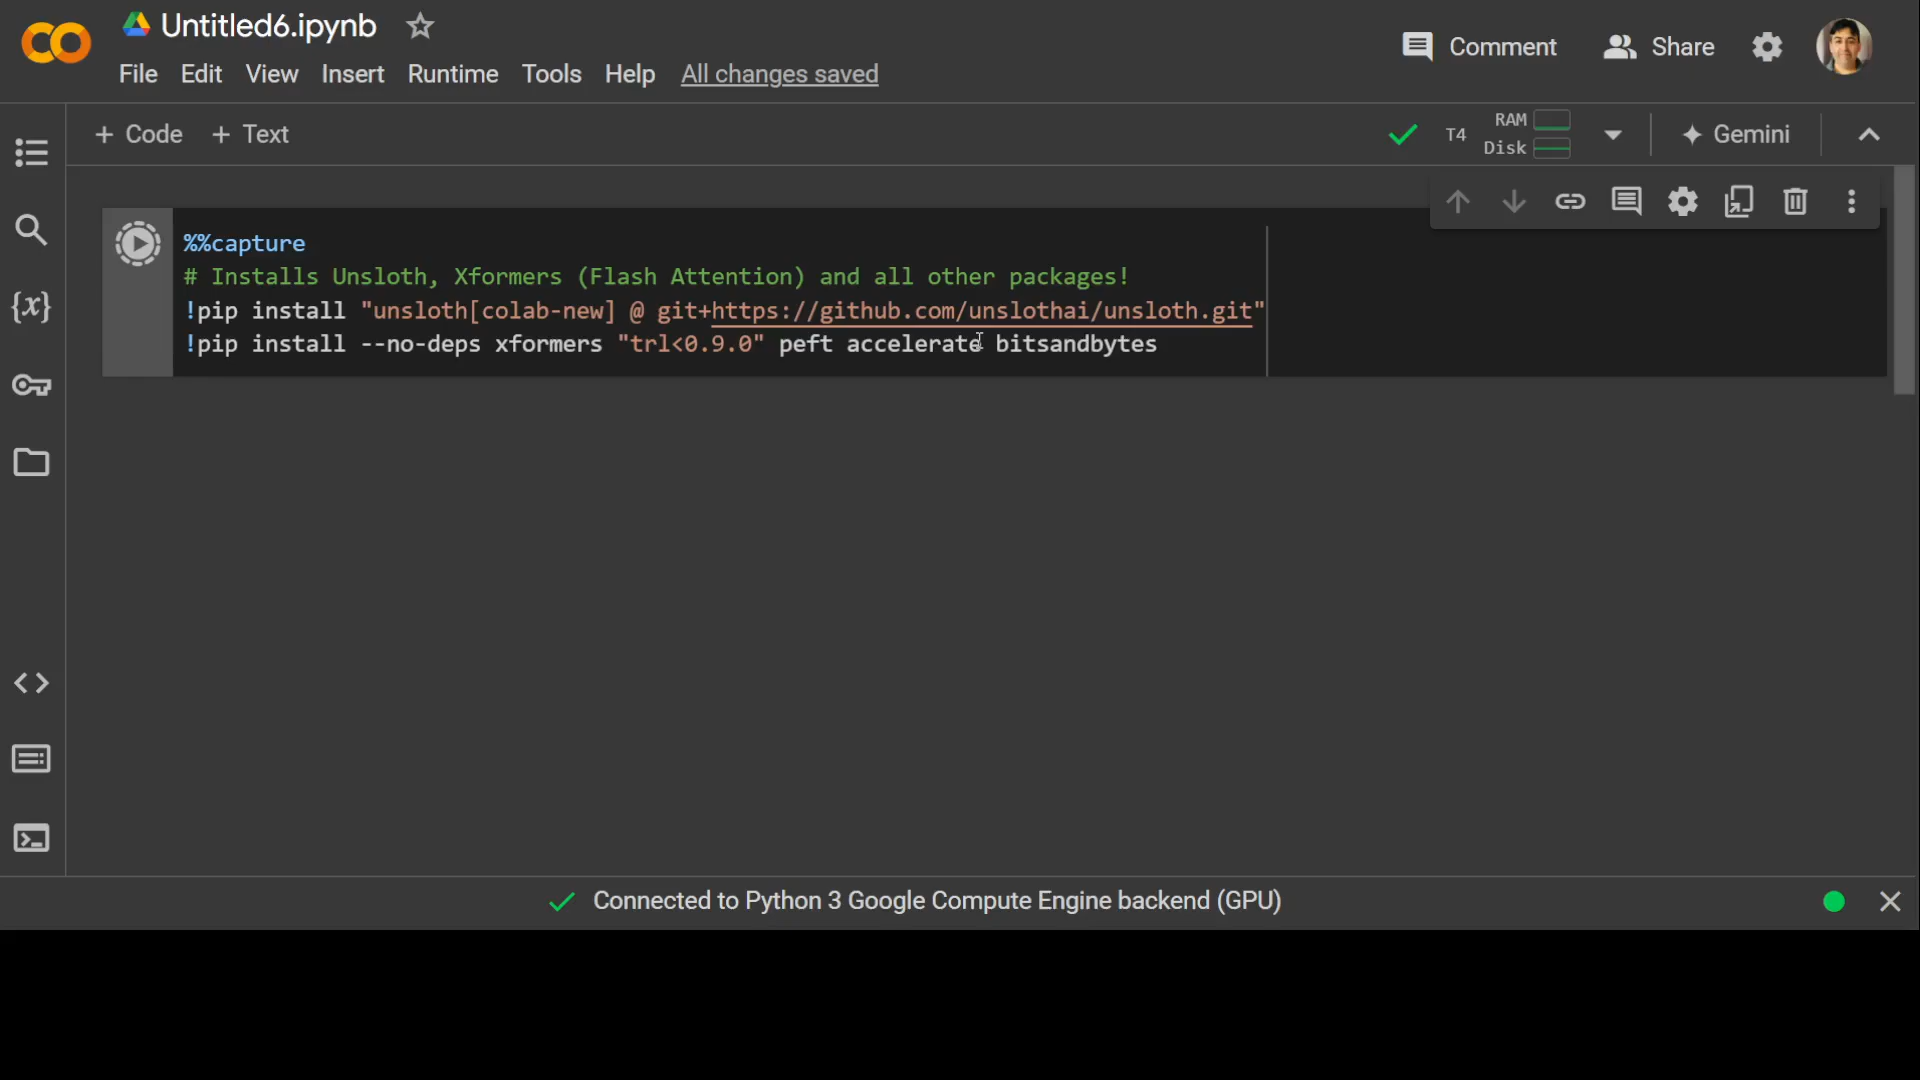 Untitled6.ipynb
Comment Share
File Edit View Insert Runtime Tools Help All changes saved
+ Code + Text
T4 RAM Disk Gemini
%%capture
# Installs Unsloth, Xformers (Flash Attention) and all other packages!
!pip install "unsloth[colab-new] @ git+https://github.com/unslothai/unsloth.git"
!pip install --no-deps xformers "trl<0.9.0" peft accelerate bitsandbytes
{x}
Connected to Python 3 Google Compute Engine backend (GPU)